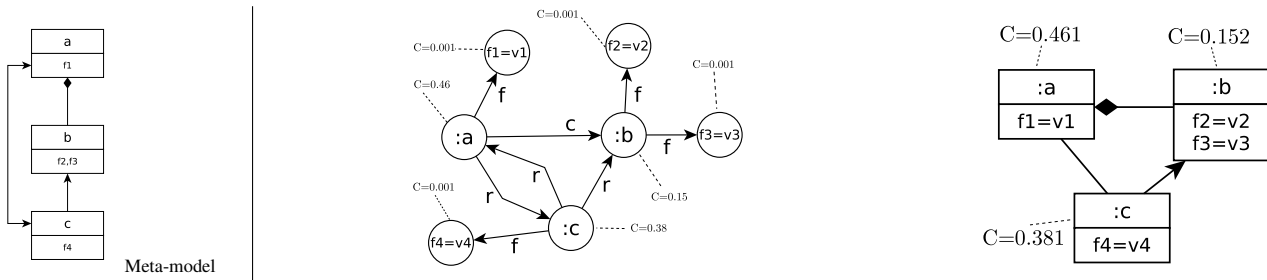 a
f1
b
f2,f3
c
f4
Meta-model
C=0.001
f1=v1
C=0.46
f
:a
c
C=0.001
f2=v2
f
:b
C=0.001
f3=v3
f
C=0.15
r
r
r
C=0.001
f4=v4
f
:c
C=0.38
C=0.461
:a
f1=v1
C=0.152
:b
f2=v2
f3=v3
:c
f4=v4
C=0.381